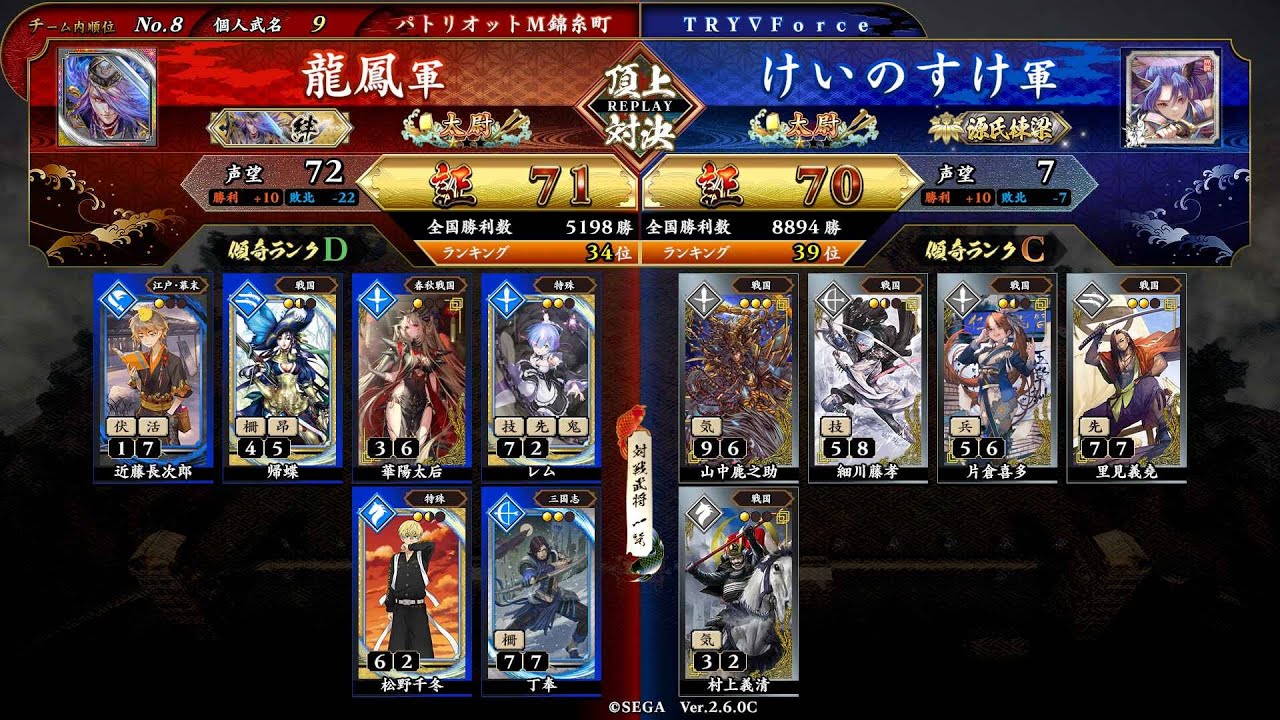 チーム内順位 No.8 個人武名 9 パトリオットM錦糸町
TRY∇Force
龍鳳軍
頂上
REPLAY
対決
けいのすけ軍
絆
太尉
太尉
源氏棟梁
声望 72
勝利 +10 敗北 -22
証 71
証 70
声望 7
勝利 +10 敗北 -7
全国勝利数 5198勝
全国勝利数 8894勝
ランキング 34位
ランキング 39位
傾奇ランクD
傾奇ランクC
江戸・幕末
伏 活
1 7
近藤長次郎
戦国
柵 昂
4 5
帰蝶
春秋戦国
3 6
華陽太后
特殊
技 先 鬼
7 2
レム
戦国
気
9 6
山中鹿之助
戦国
技
5 8
細川藤孝
戦国
兵
5 6
片倉喜多
戦国
先
7 7
里見義堯
対戦武将一覧
特殊
6 2
松野千冬
三国志
柵
7 7
丁奉
戦国
気
3 2
村上義清
©SEGA Ver.2.6.0C